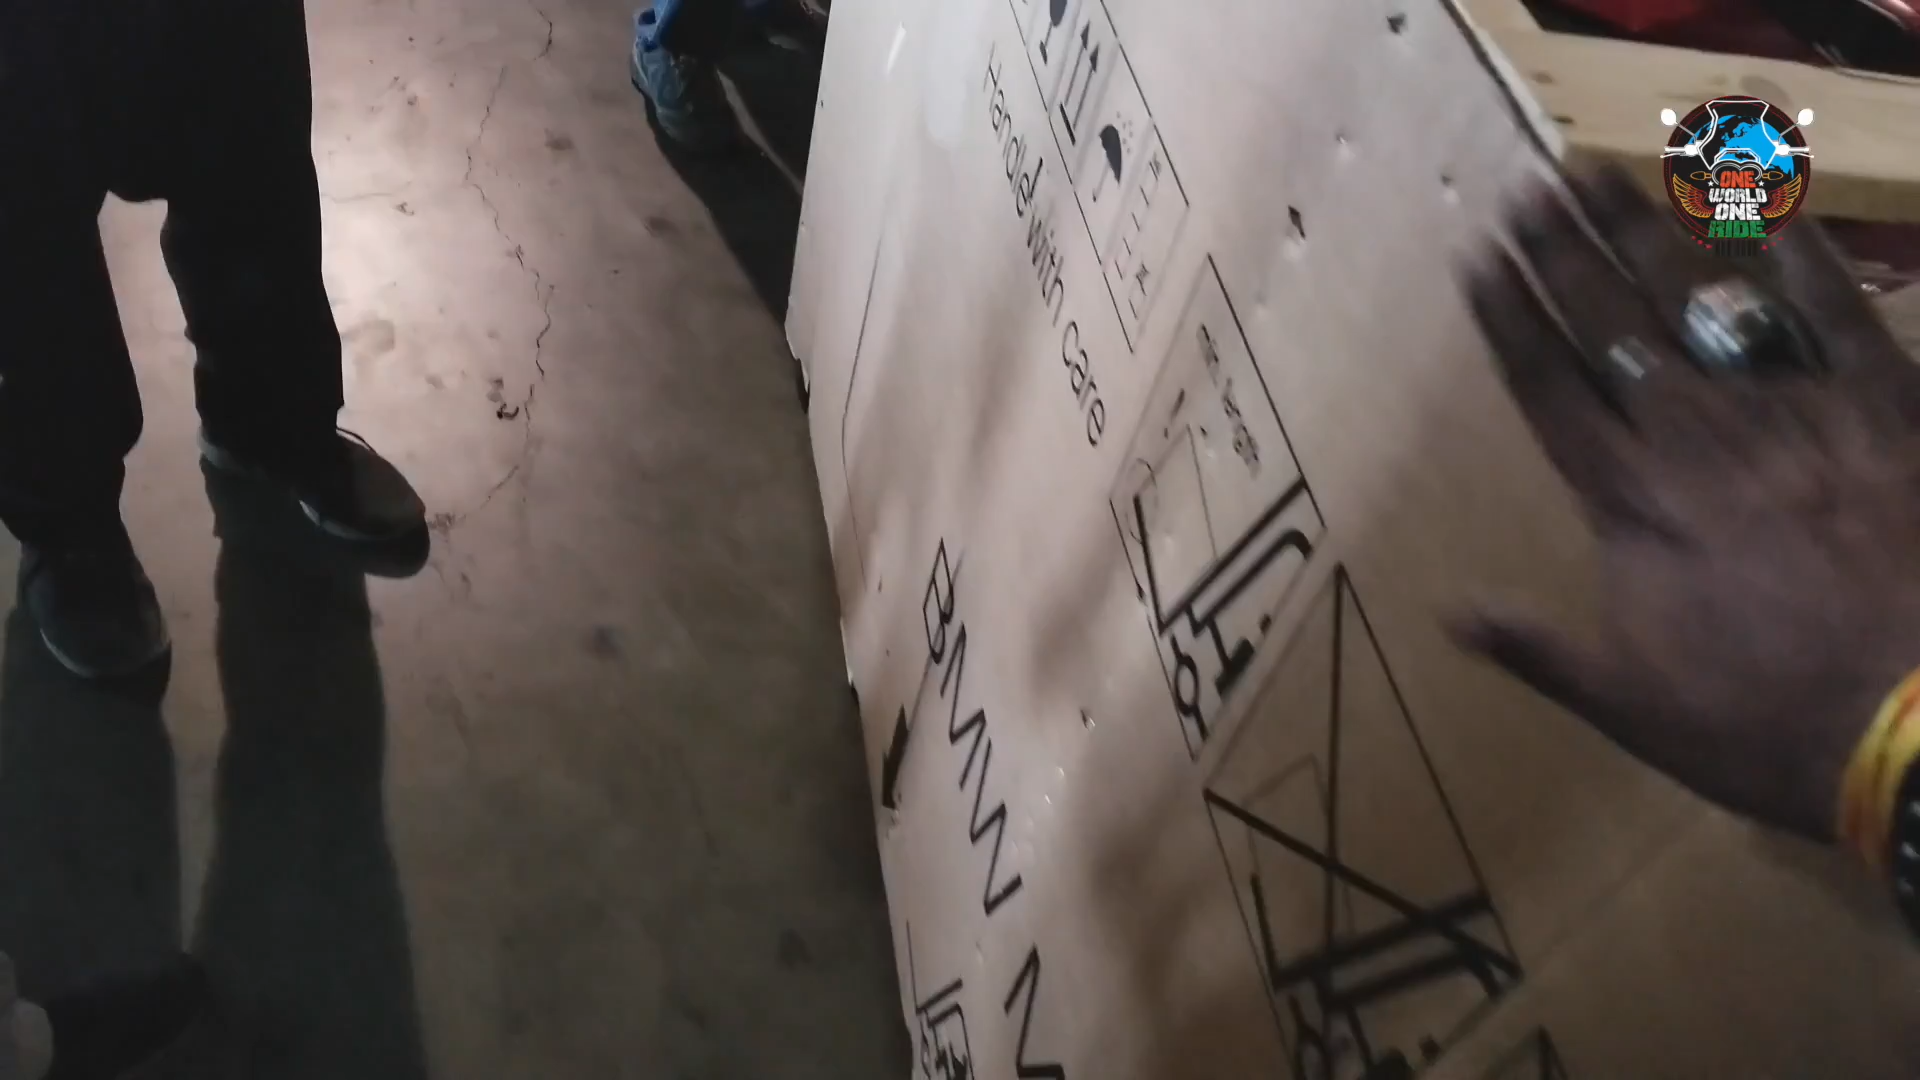 Handle with care
BMW M
ONE
WORLD
ONE
RIDE